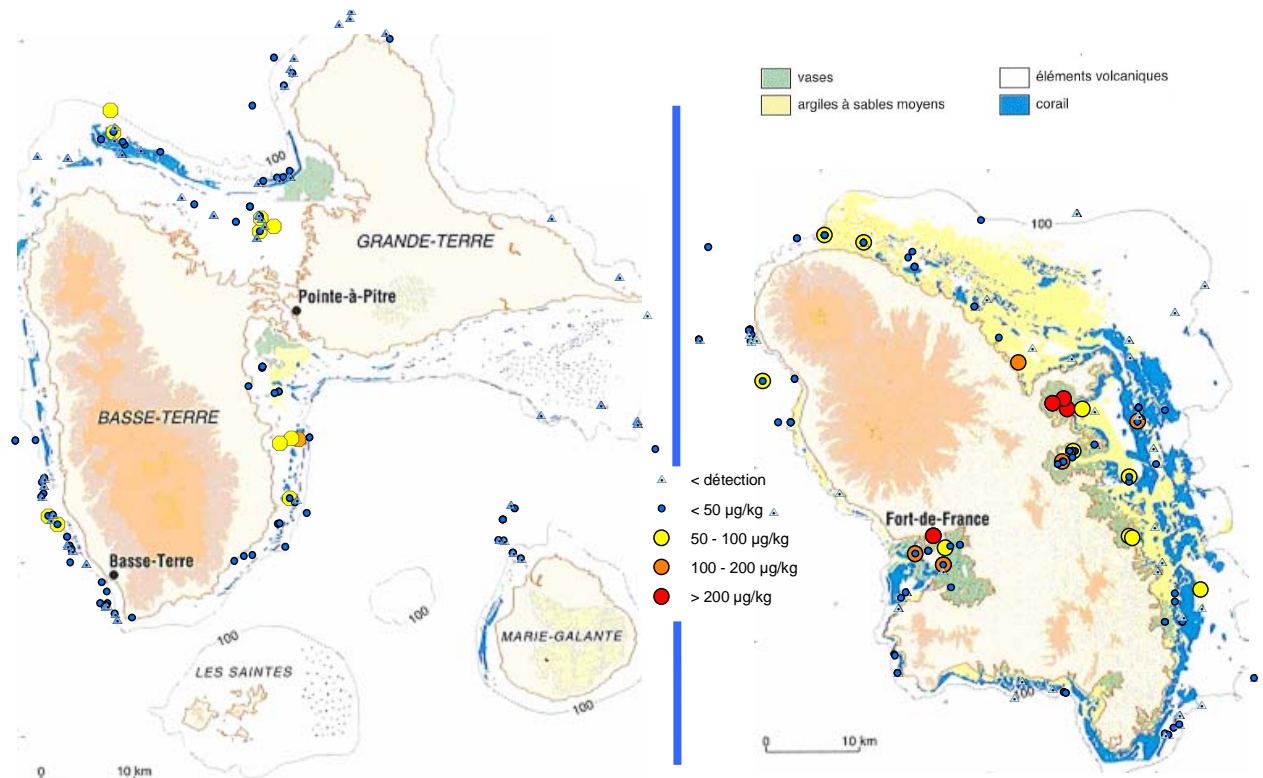 vases
éléments volcaniques
argiles à sables moyens
corail
100
GRANDE-TERRE
Pointe-à-Pître
BASSE-TERRE
Basse-Terre
100
LES SAINTES
100
MARIE-GALANTE
100
0 10 km
< détection
< 50 µg/kg
50 - 100 µg/kg
100 - 200 µg/kg
> 200 µg/kg
100
Fort-de-France
100
0 10 km